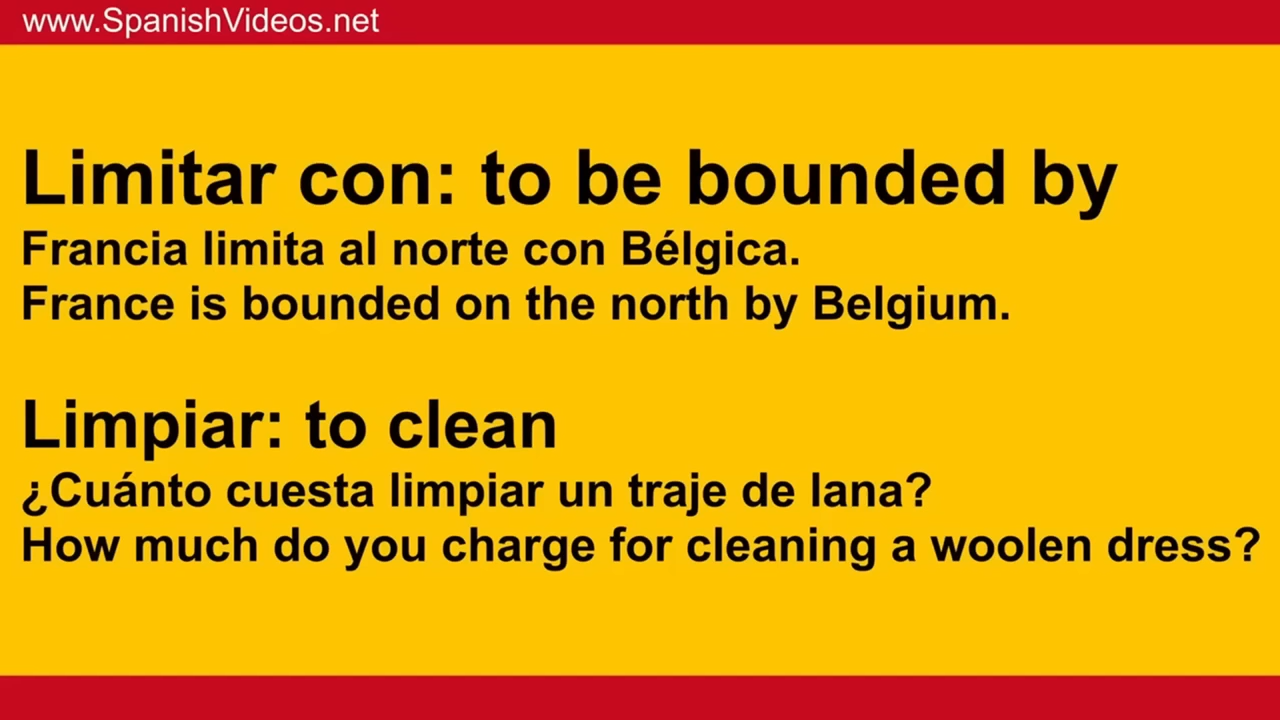 www.SpanishVideos.net
Limitar con: to be bounded by
Francia limita al norte con Bélgica.
France is bounded on the north by Belgium.
Limpiar: to clean
¿Cuánto cuesta limpiar un traje de lana?
How much do you charge for cleaning a woolen dress?